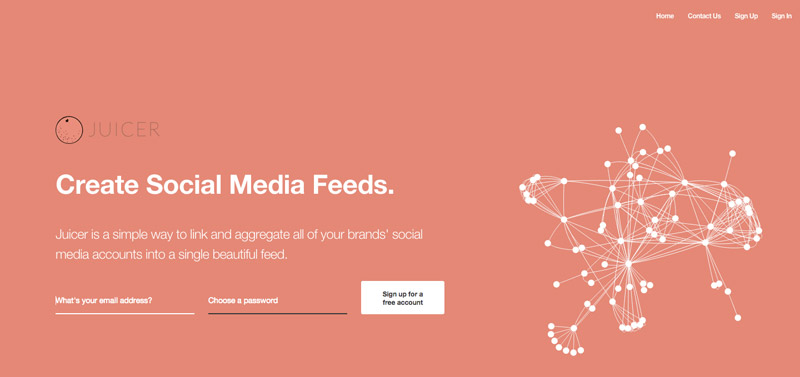 Home Contact Us Sign Up Sign In
JUICER
Create Social Media Feeds.
Juicer is a simple way to link and aggregate all of your brands' social
media accounts into a single beautiful feed.
What's your email address? Choose a password
Sign up for a
free account